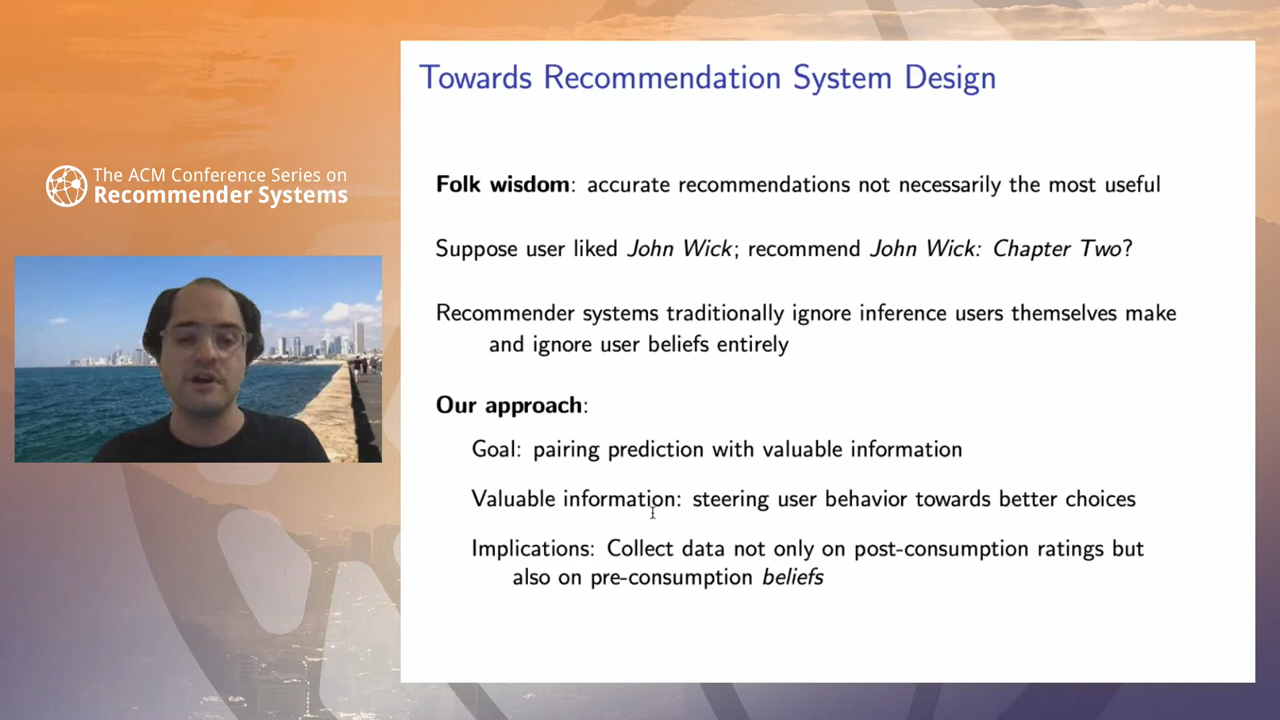 The ACM Conference Series on
Recommender Systems
Towards Recommendation System Design
Folk wisdom: accurate recommendations not necessarily the most useful
Suppose user liked John Wick; recommend John Wick: Chapter Two?
Recommender systems traditionally ignore inference users themselves make
and ignore user beliefs entirely
Our approach:
Goal: pairing prediction with valuable information
Valuable information: steering user behavior towards better choices
Implications: Collect data not only on post-consumption ratings but
also on pre-consumption beliefs